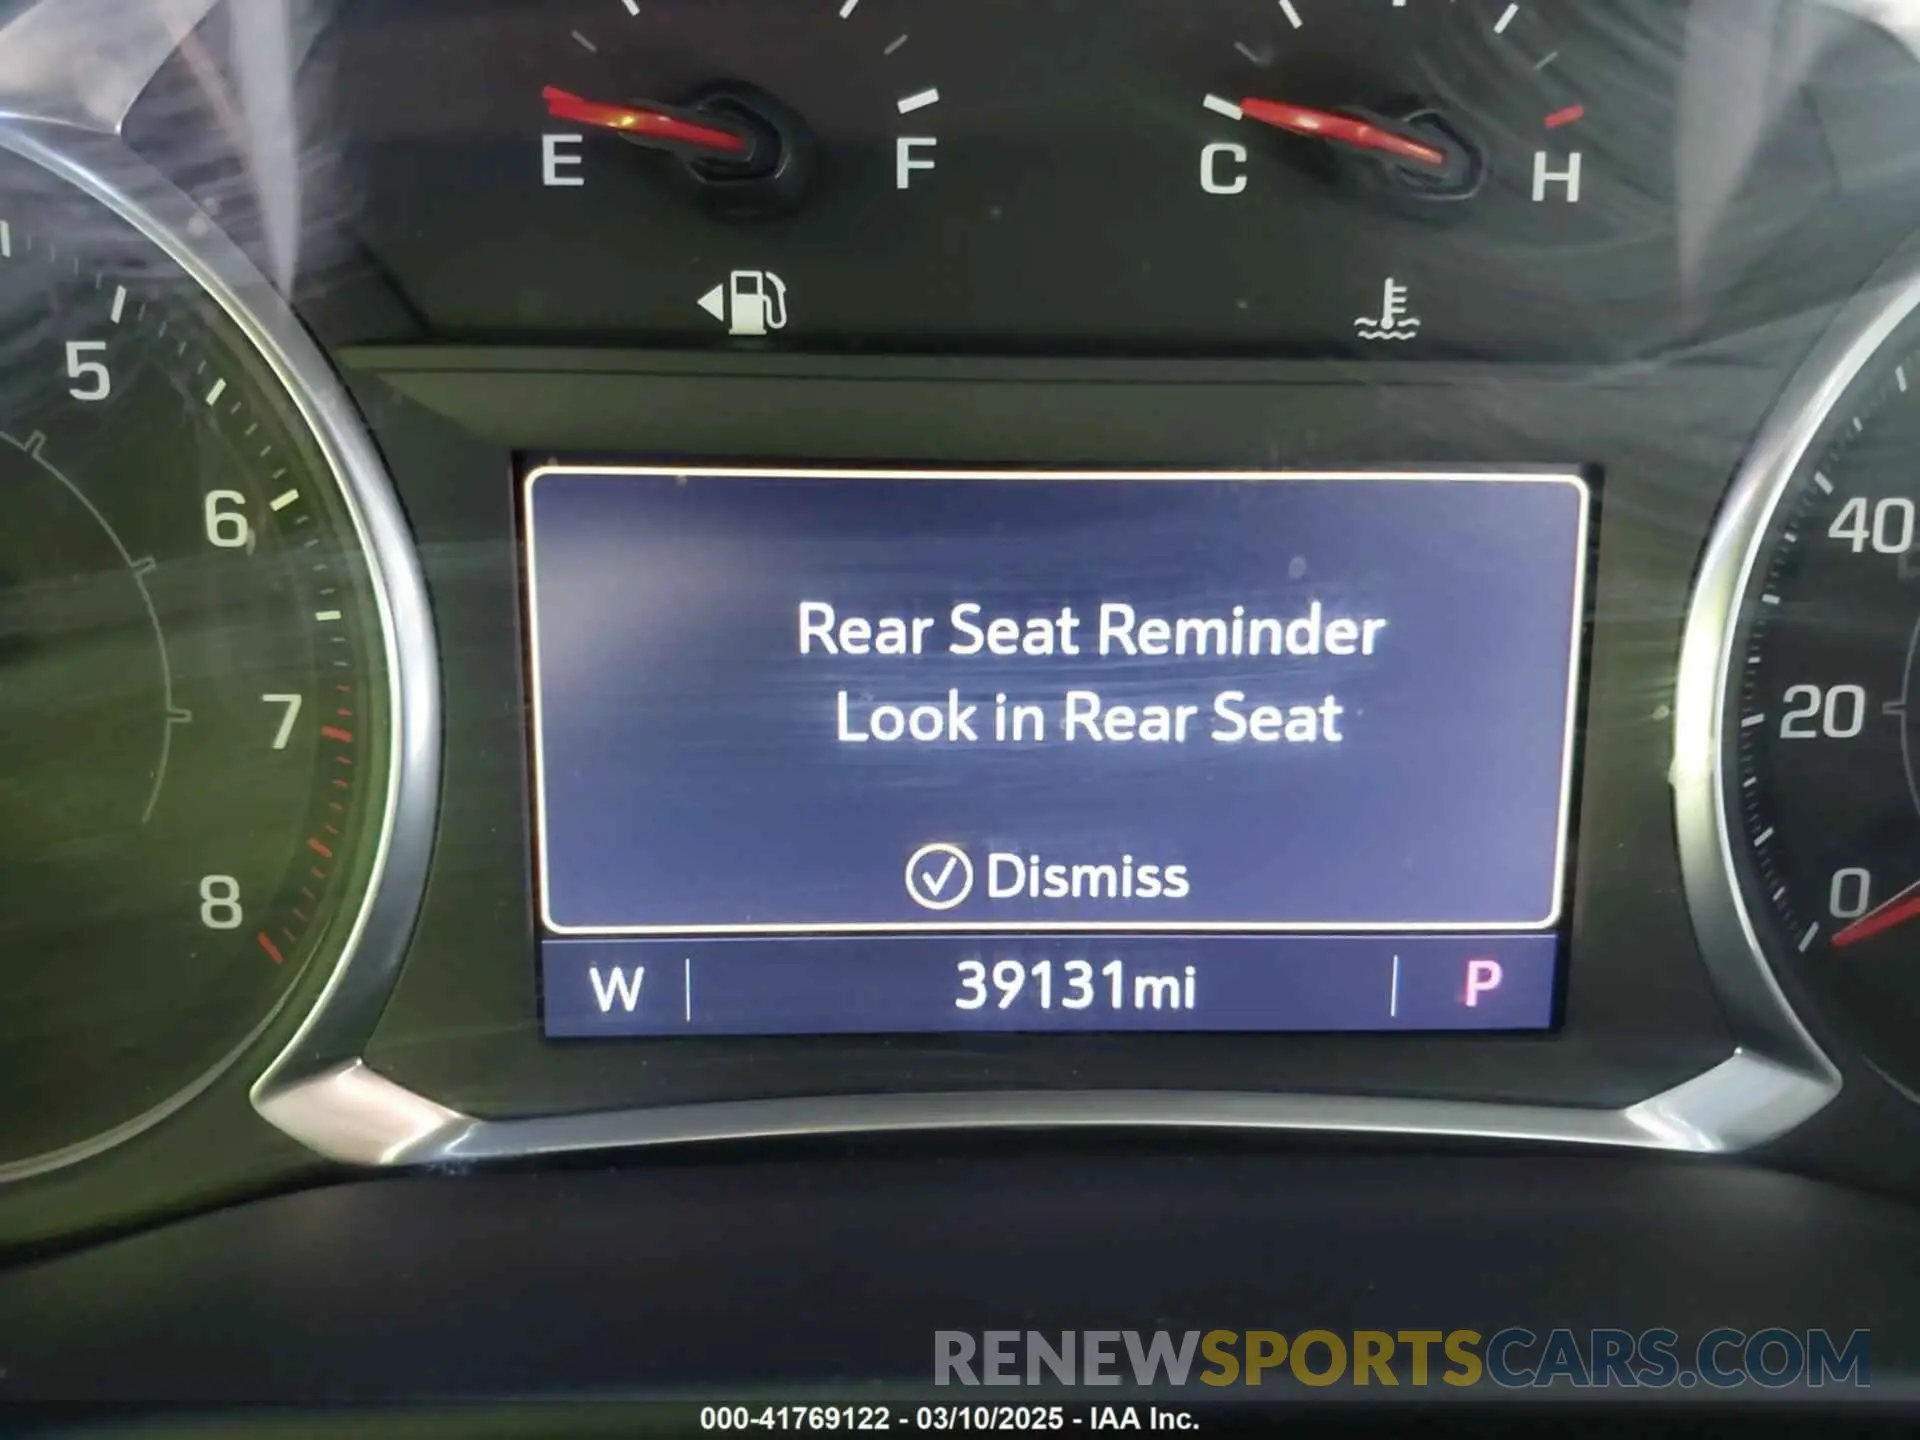 E F C H
5
6
7
8
40
20
0
Rear Seat Reminder
Look in Rear Seat
Dismiss
W 39131mi P
RENEWSPORTSCARS.COM
000-41769122 - 03/10/2025 - IAA Inc.